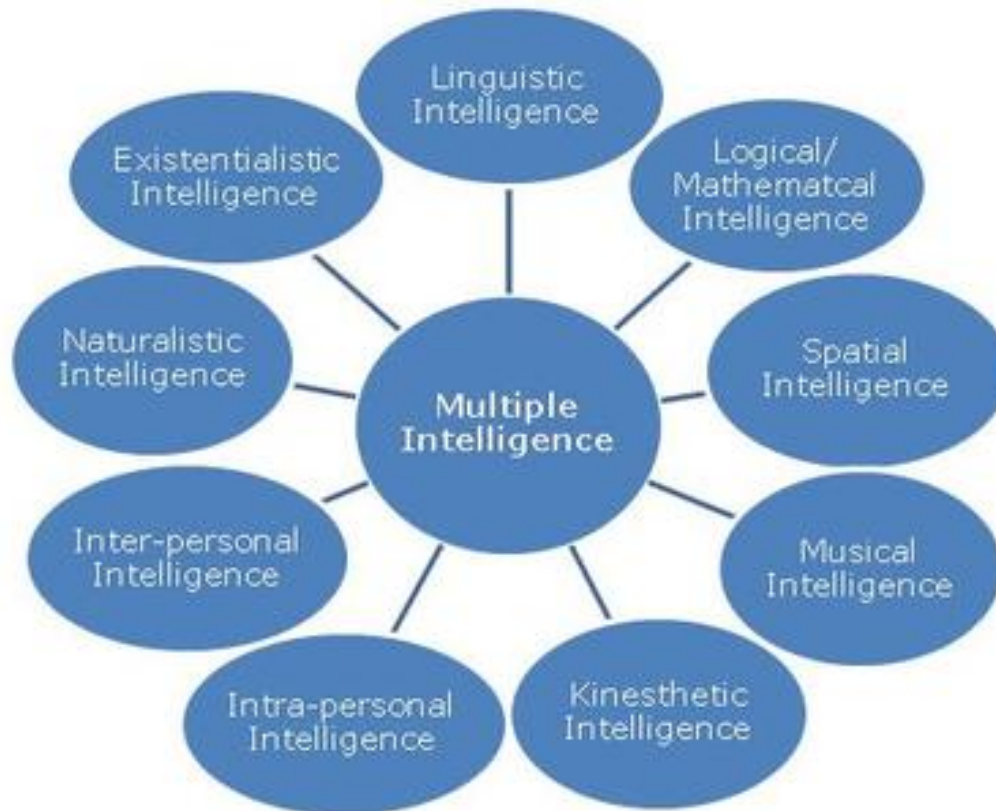 Linguistic
Intelligence
Logical/
Mathematcal
Intelligence
Spatial
Intelligence
Musical
Intelligence
Kinesthetic
Intelligence
Intra-personal
Intelligence
Inter-personal
Intelligence
Naturalistic
Intelligence
Existentialistic
Intelligence
Multiple
Intelligence